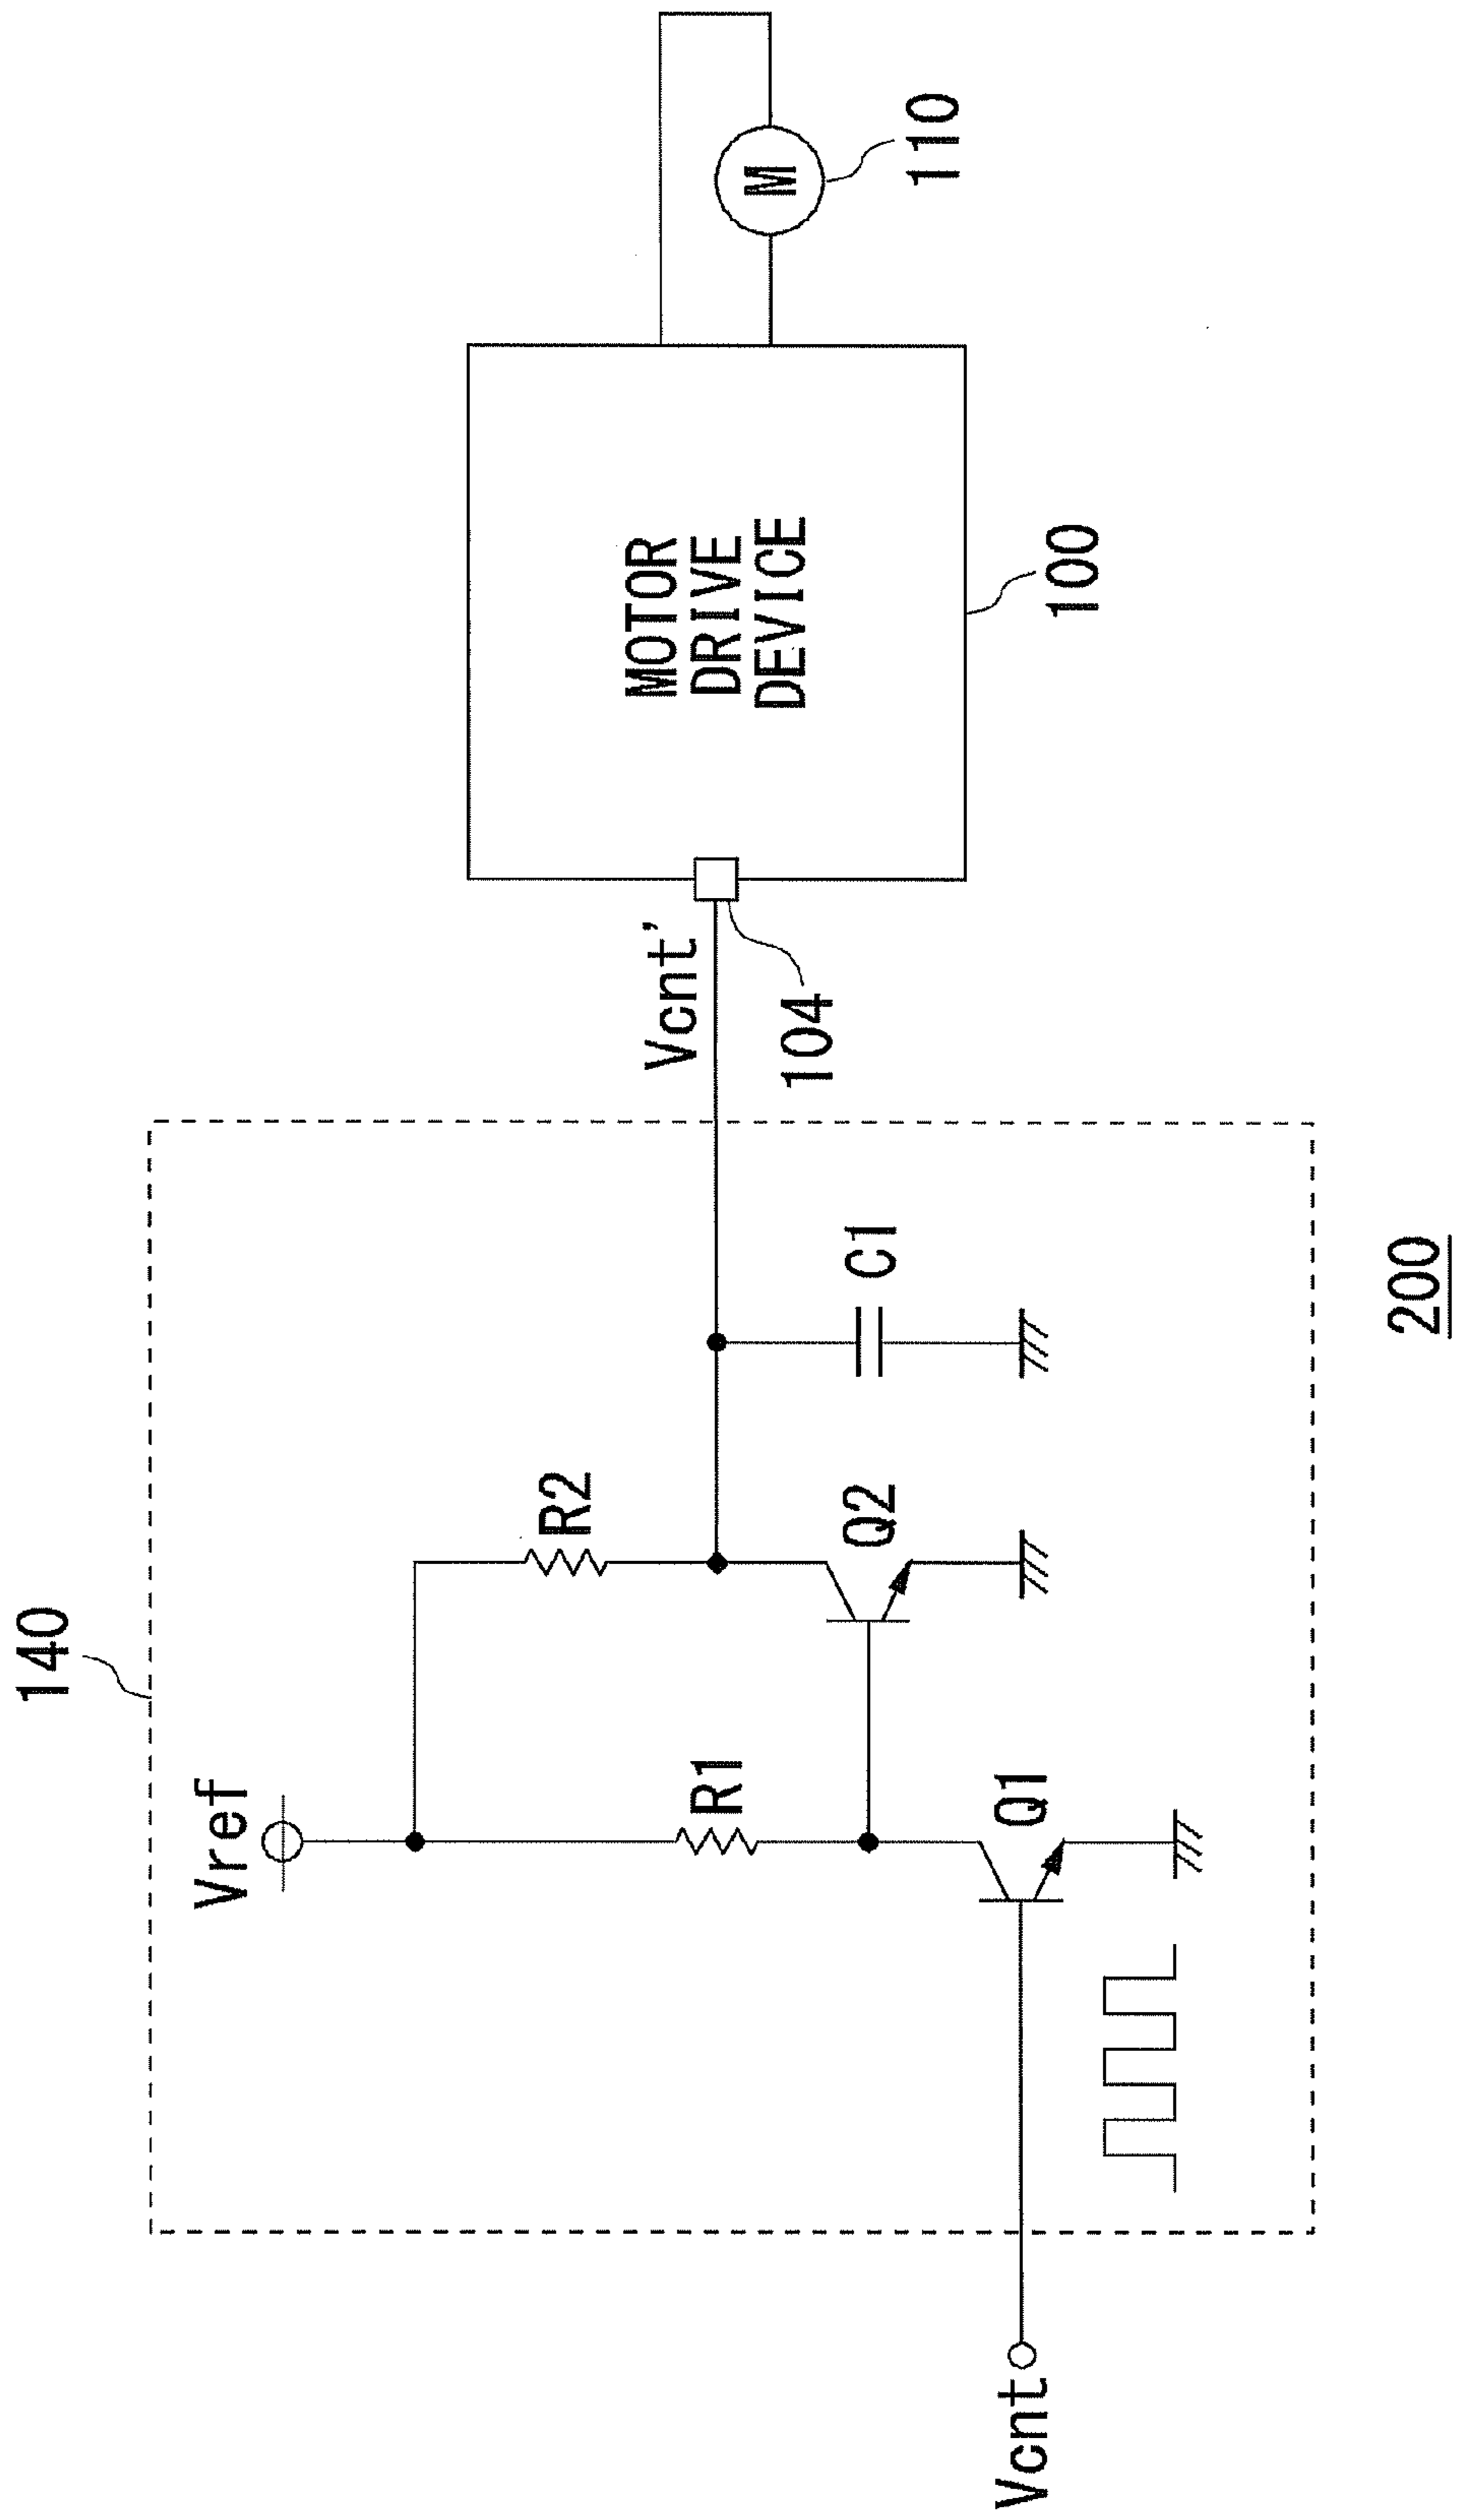 140
Vref
R2
R1
Vcnt'
C1
Q2
Q1
Vcnt
104
MOTOR
DRIVE
DEVICE
M
110
100
200